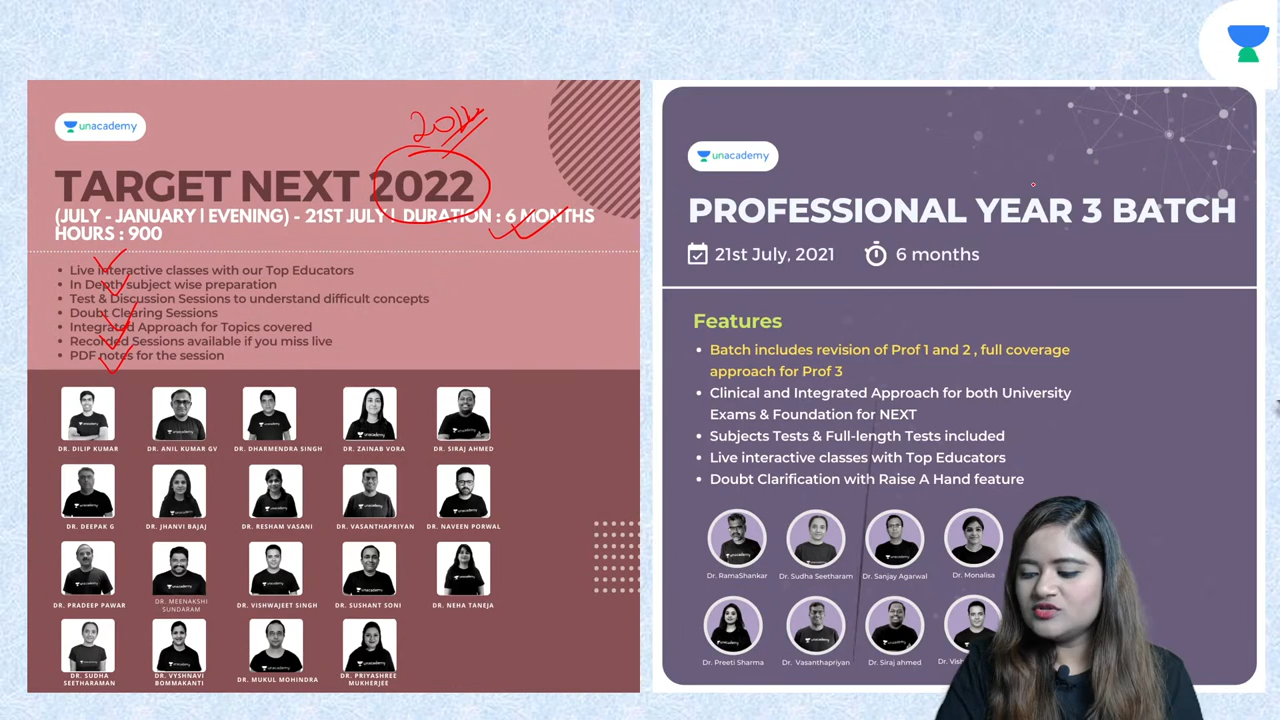 unacademy
2022
TARGET NEXT 2022
(JULY - JANUARY | EVENING) - 21ST JULY | DURATION : 6 MONTHS
HOURS : 900
• Live interactive classes with our Top Educators
• In Depth subject wise preparation
• Test & Discussion Sessions to understand difficult concepts
• Doubt Clearing Sessions
• Integrated Approach for Topics covered
• Recorded Sessions available if you miss live
• PDF notes for the session
DR. DILIP KUMAR
DR. ANIL KUMAR GV
DR. DHARMENDRA SINGH
DR. ZAINAB VORA
DR. SIRAJ AHMED
DR. DEEPAK G
DR. JHANVI BAJAJ
DR. RESHAM VASANI
DR. VASANTHAPRIYAN
DR. NAVEEN PORWAL
DR. PRADEEP PAWAR
DR. MEENAKSHI
SUNDARAM
DR. VISHWAJEET SINGH
DR. SUSHANT SONI
DR. NEHA TANEJA
DR. SUDHA
SEETHARAMAN
DR. VYSHNAVI
BOMMAKANTI
DR. MUKUL MOHINDRA
DR. PRIYASHREE
MUKHERJEE
unacademy
PROFESSIONAL YEAR 3 BATCH
21st July, 2021
6 months
Features
• Batch includes revision of Prof 1 and 2 , full coverage
approach for Prof 3
• Clinical and Integrated Approach for both University
Exams & Foundation for NEXT
• Subjects Tests & Full-length Tests included
• Live interactive classes with Top Educators
• Doubt Clarification with Raise A Hand feature
Dr. RamaShankar
Dr. Sudha Seetharam
Dr. Sanjay Agarwal
Dr. Monalisa
Dr. Preeti Sharma
Dr. Vasanthapriyan
Dr. Siraj ahmed
Dr.